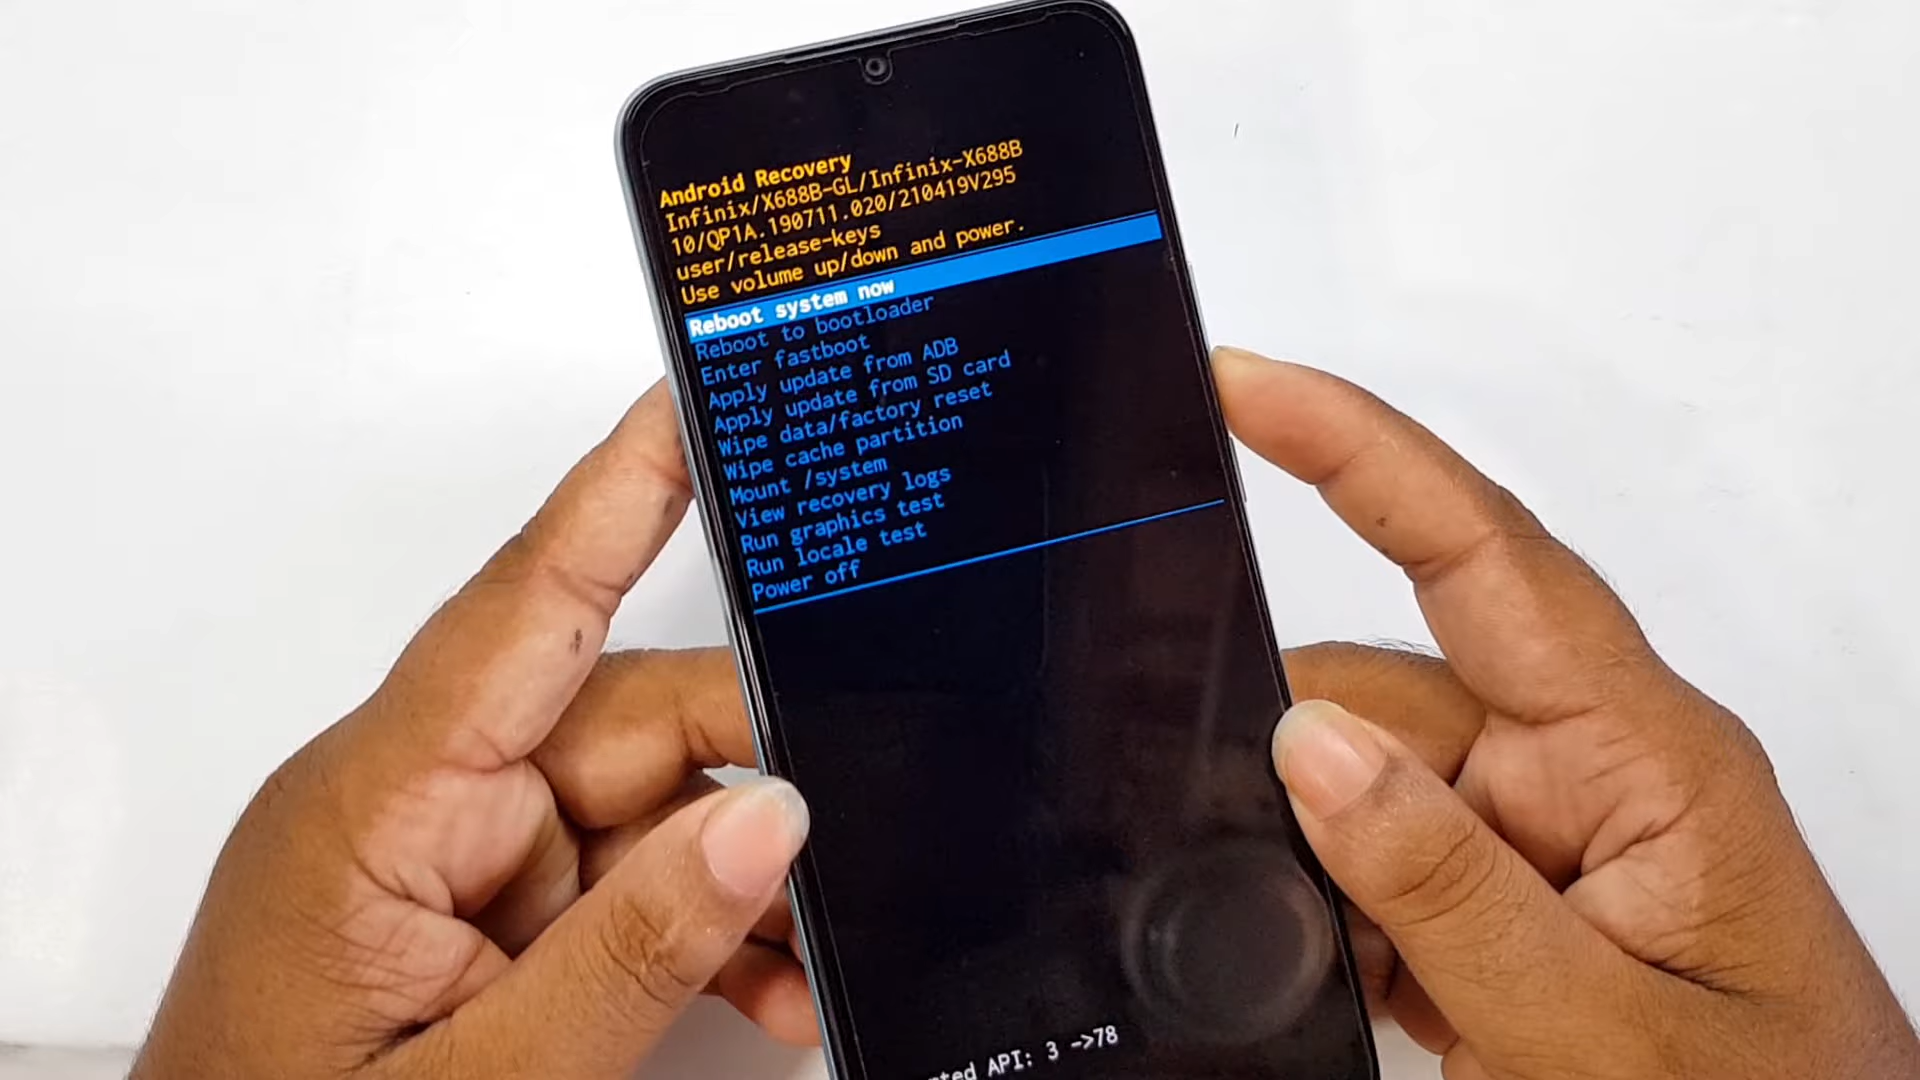 Android Recovery
Infinix/X688B-GL/Infinix-X688B
10/QP1A.190711.020/210419V295
user/release-keys
Use volume up/down and power.
Reboot system now
Reboot to bootloader
Enter fastboot
Apply update from ADB
Apply update from SD card
Wipe data/factory reset
Wipe cache partition
Mount /system
View recovery logs
Run graphics test
Run locale test
Power off
API: 3 ->78